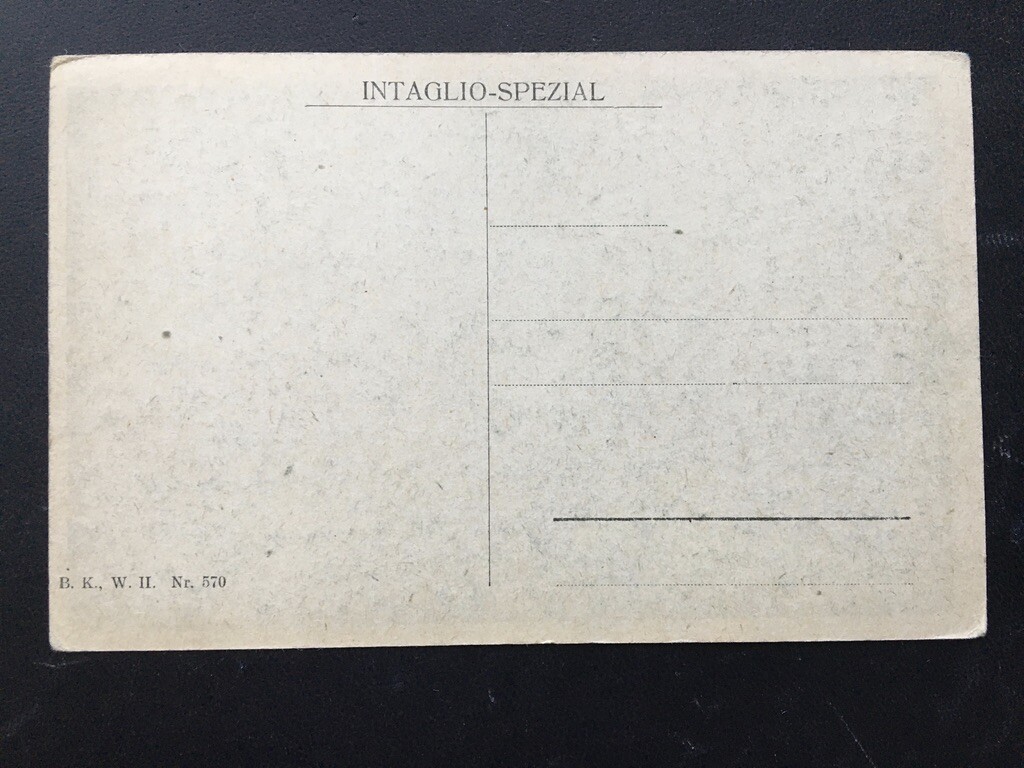 INTAGLIO-SPEZIAL
B. K., W. II. Nr. 570